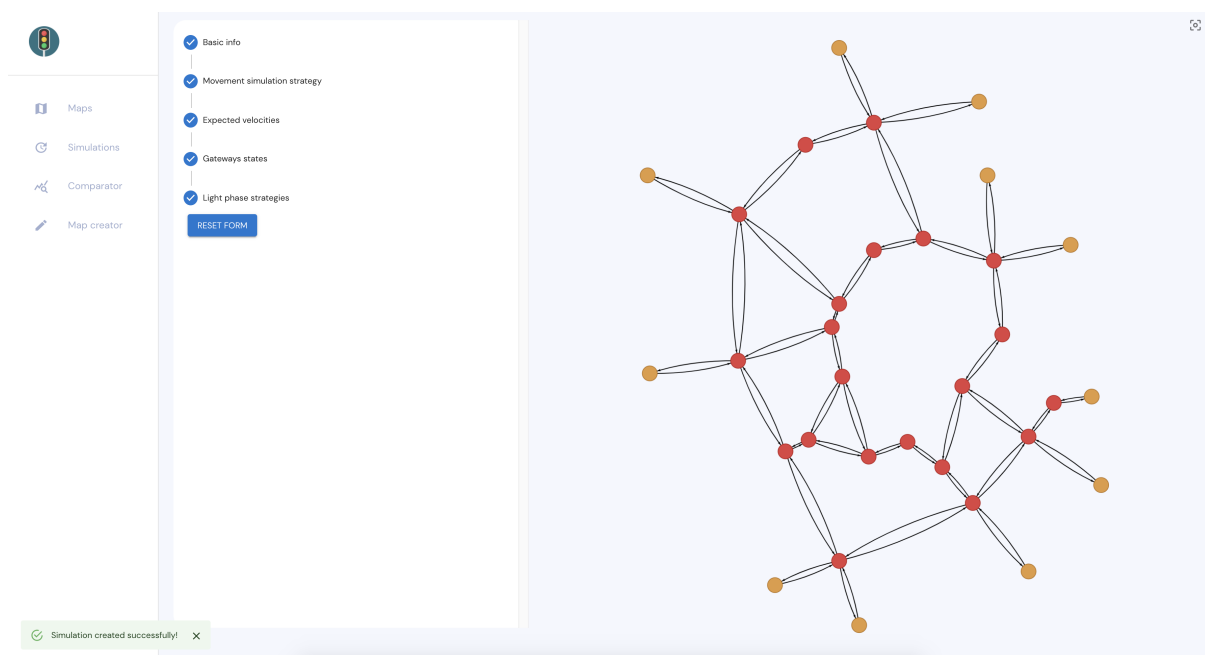 Maps
Simulations
Comparator
Map creator
Basic info
Movement simulation strategy
Expected velocities
Gateways states
Light phase strategies
RESET FORM
Simulation created successfully!